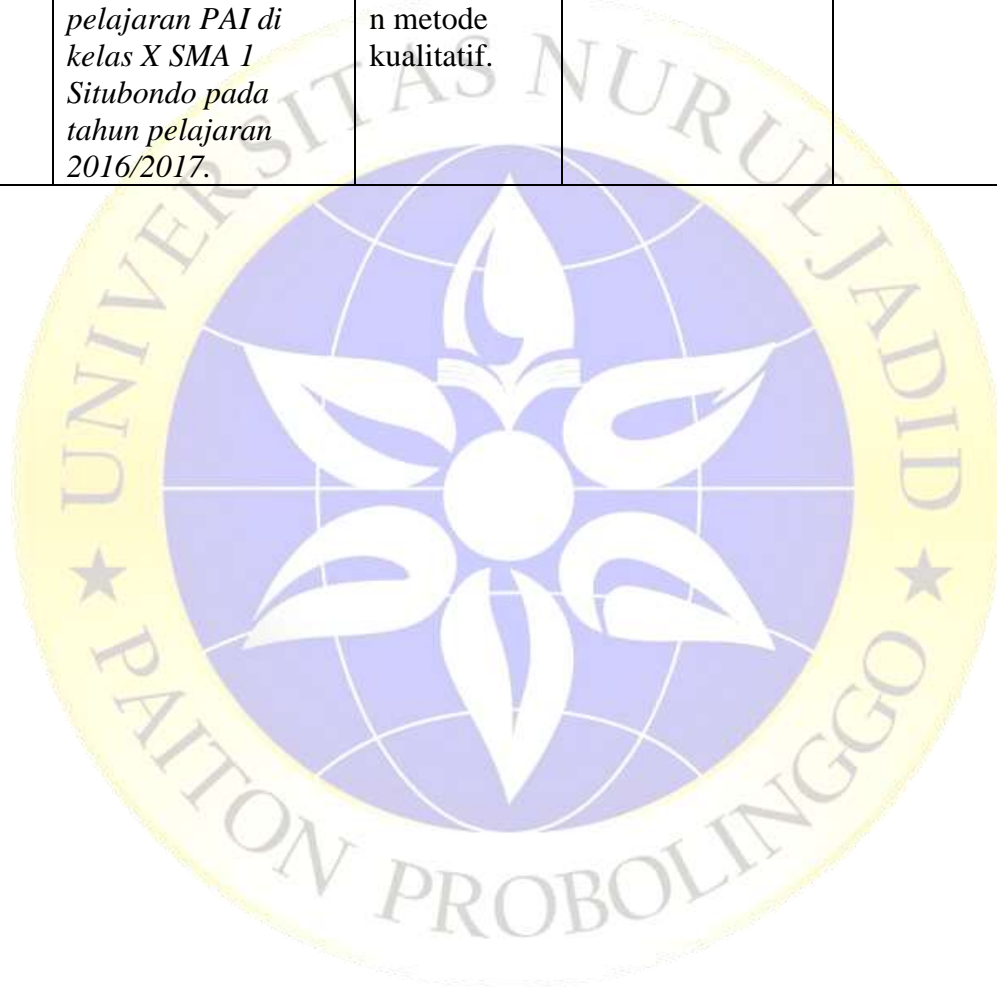 pelajaran PAI di
kelas X SMA 1
Situbondo pada
tahun pelajaran
2016/2017.
n metode
kualitatif.
UNIVERSITAS NURUL JADID
PAITON PROBOLINGGO